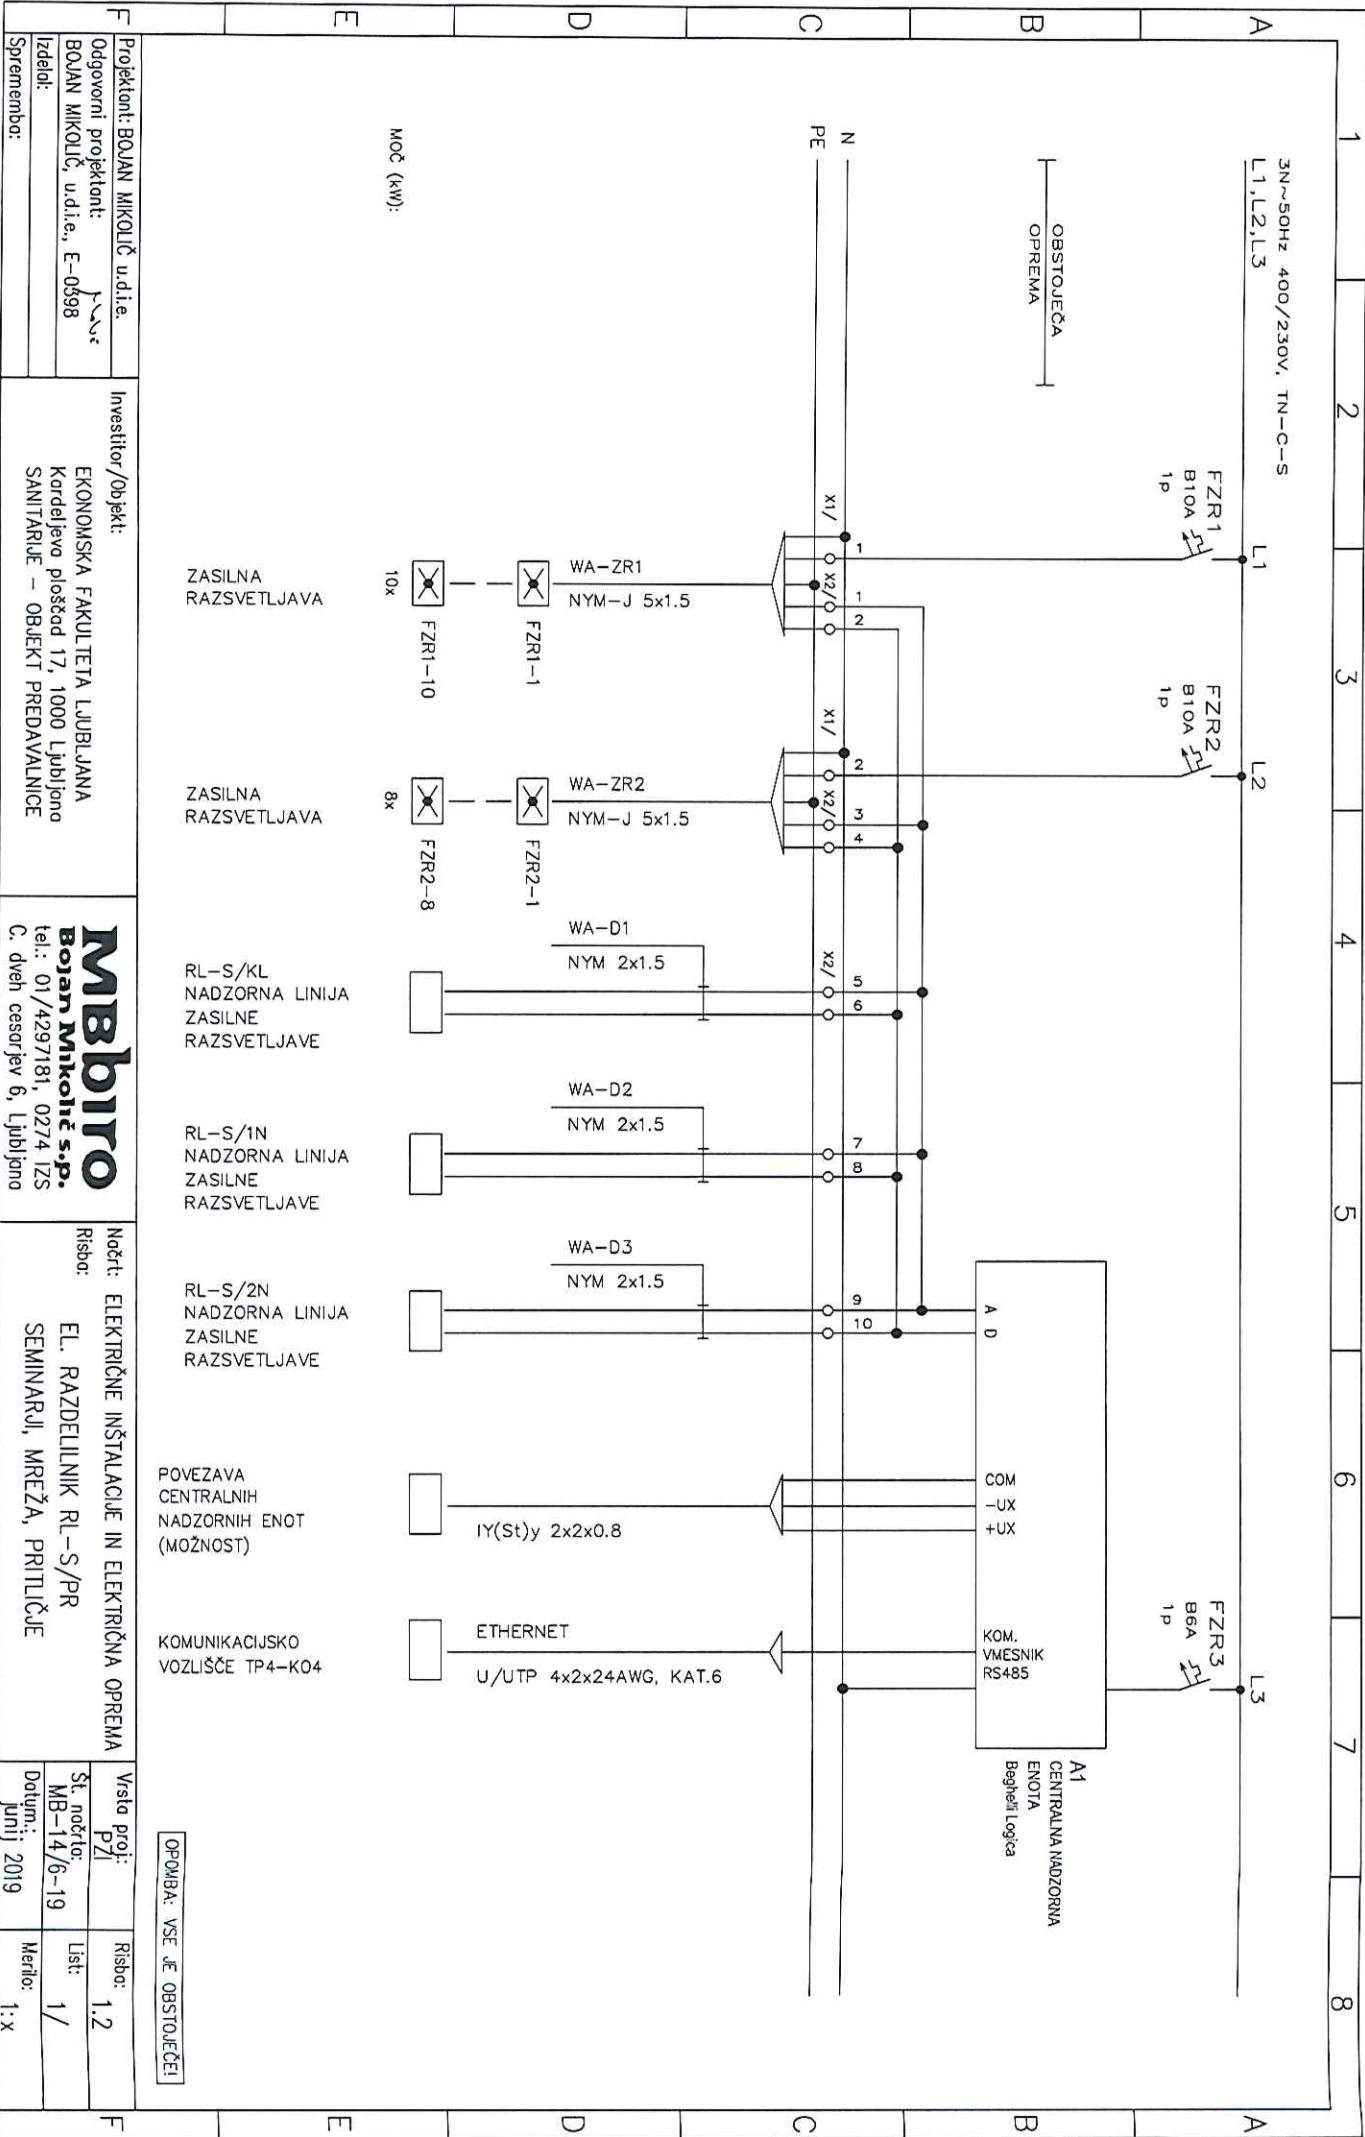 1
2
3
4
5
6
7
8
A
B
C
D
E
F
A
B
C
D
E
F
3N~50Hz 400/230V, TN-C-S
L1,L2,L3
OBSTOJEČA
OPREMA
N
PE
MOČ (kW):
L1
FZR1
B10A
1p
L2
FZR2
B10A
1p
L3
FZR3
B6A
1p
A1
CENTRALNA NADZORNA
ENOTA
Beghelli Logica
A
D
COM
-UX
+UX
KOM.
VMESNIK
RS485
X1/
1
X2/
1
2
X1/
2
X2/
3
4
X2/
5
6
7
8
9
10
WA-ZR1
NYM-J 5x1.5
FZR1-1
FZR1-10
10x
ZASILNA
RAZSVETLJAVA
WA-ZR2
NYM-J 5x1.5
FZR2-1
FZR2-8
8x
ZASILNA
RAZSVETLJAVA
WA-D1
NYM 2x1.5
RL-S/KL
NADZORNA LINIJA
ZASILNE
RAZSVETLJAVE
WA-D2
NYM 2x1.5
RL-S/1N
NADZORNA LINIJA
ZASILNE
RAZSVETLJAVE
WA-D3
NYM 2x1.5
RL-S/2N
NADZORNA LINIJA
ZASILNE
RAZSVETLJAVE
IY(St)y 2x2x0.8
POVEZAVA
CENTRALNIH
NADZORNIH ENOT
(MOŽNOST)
ETHERNET
U/UTP 4x2x24AWG, KAT.6
KOMUNIKACIJSKO
VOZLIŠČE TP4-KO4
OPOMBA: VSE JE OBSTOJEČE!
Projektant: BOJAN MIKOLIČ u.d.i.e.
Odgovorni projektant:
BOJAN MIKOLIČ, u.d.i.e., E-0598
Izdelal:
Sprememba:
Investitor/Objekt:
EKONOMSKA FAKULTETA LJUBLJANA
Kardeljeva ploščad 17, 1000 Ljubljana
SANITARIJE - OBJEKT PREDAVALNICE
MBbiro
Bojan Mikolič s.p.
tel.: 01/4297181, 0274 IZS
C. dveh cesarjev 6, Ljubljana
Načrt: ELEKTRIČNE INŠTALACIJE IN ELEKTRIČNA OPREMA
Risba:
EL. RAZDELILNIK RL-S/PR
SEMINARJI, MREŽA, PRITLIČJE
Vrsta proj.:
PZI
Št. načrta:
MB-14/6-19
Datum.:
junij 2019
Risba:
1.2
List:
1/
Merilo:
1:x